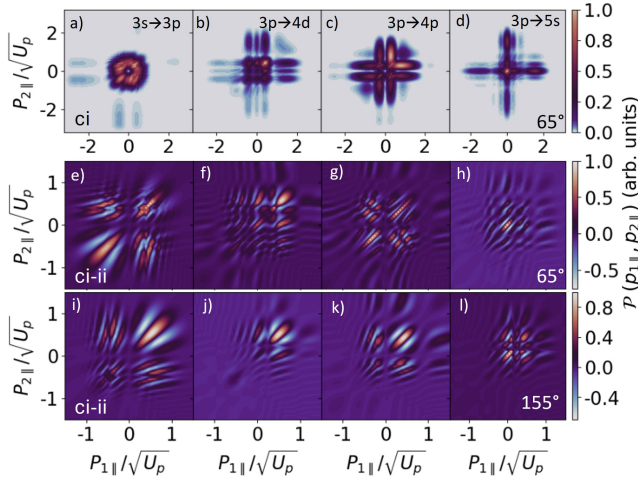 a) 3s→3p b) 3p→4d c) 3p→4p d) 3p→5s 1.0
2 0.8
P2∥/√Up 0 0.5
0.3
-2 ci 65° 0.0
-2 0 2 -2 0 2 -2 0 2 -2 0 2
e) f) g) h) 1.0
1 0.5
P2∥/√Up 0 0.0
-1 ci-ii 65° -0.5
i) j) k) l) 0.8
1 0.4
P2∥/√Up 0 0.0
-1 ci-ii 155° -0.4
-1 0 1 -1 0 1 -1 0 1 -1 0 1
P1∥/√Up P1∥/√Up P1∥/√Up P1∥/√Up
𝒫(p1∥,p2∥) (arb. units)